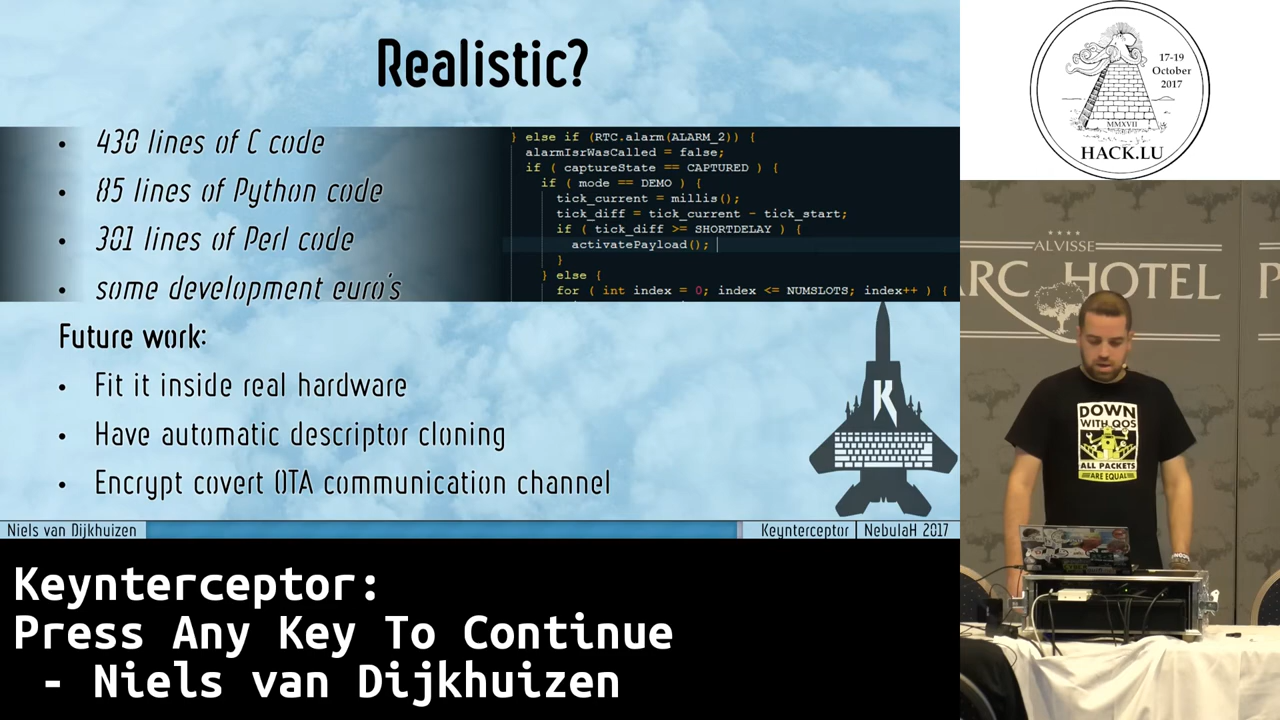 Realistic?
• 430 lines of C code
• 85 lines of Python code
• 301 lines of Perl code
• some development euro's
} else if (RTC.alarm(ALARM_2)) {
alarmIsrWasCalled = false;
if ( captureState == CAPTURED ) {
if ( mode == DEMO ) {
tick_current = millis();
tick_diff = tick_current - tick_start;
if ( tick_diff >= SHORTDELAY ) {
activatePayload();
}
} else {
for ( int index = 0; index <= NUMSLOTS; index++ ) {
Future work:
• Fit it inside real hardware
• Have automatic descriptor cloning
• Encrypt covert OTA communication channel
K
Niels van Dijkhuizen
Keynterceptor | NebulaH 2017
17-19
October
2017
MMXVII
HACK.LU
ALVISSE
ARC HOTEL
P
DOWN
WITH QOS
ALL PACKETS
ARE EQUAL
Keynterceptor:
Press Any Key To Continue
- Niels van Dijkhuizen